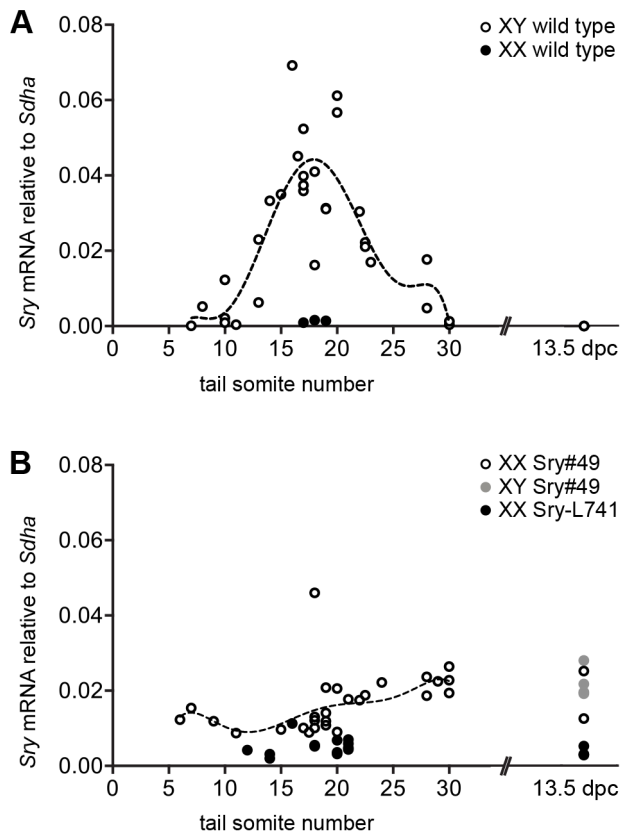 A
XY wild type
XX wild type
Sry mRNA relative to Sdha
0.08
0.06
0.04
0.02
0.00
0 5 10 15 20 25 30 13.5 dpc
tail somite number
B
XX Sry#49
XY Sry#49
XX Sry-L741
Sry mRNA relative to Sdha
0.08
0.06
0.04
0.02
0.00
0 5 10 15 20 25 30 13.5 dpc
tail somite number